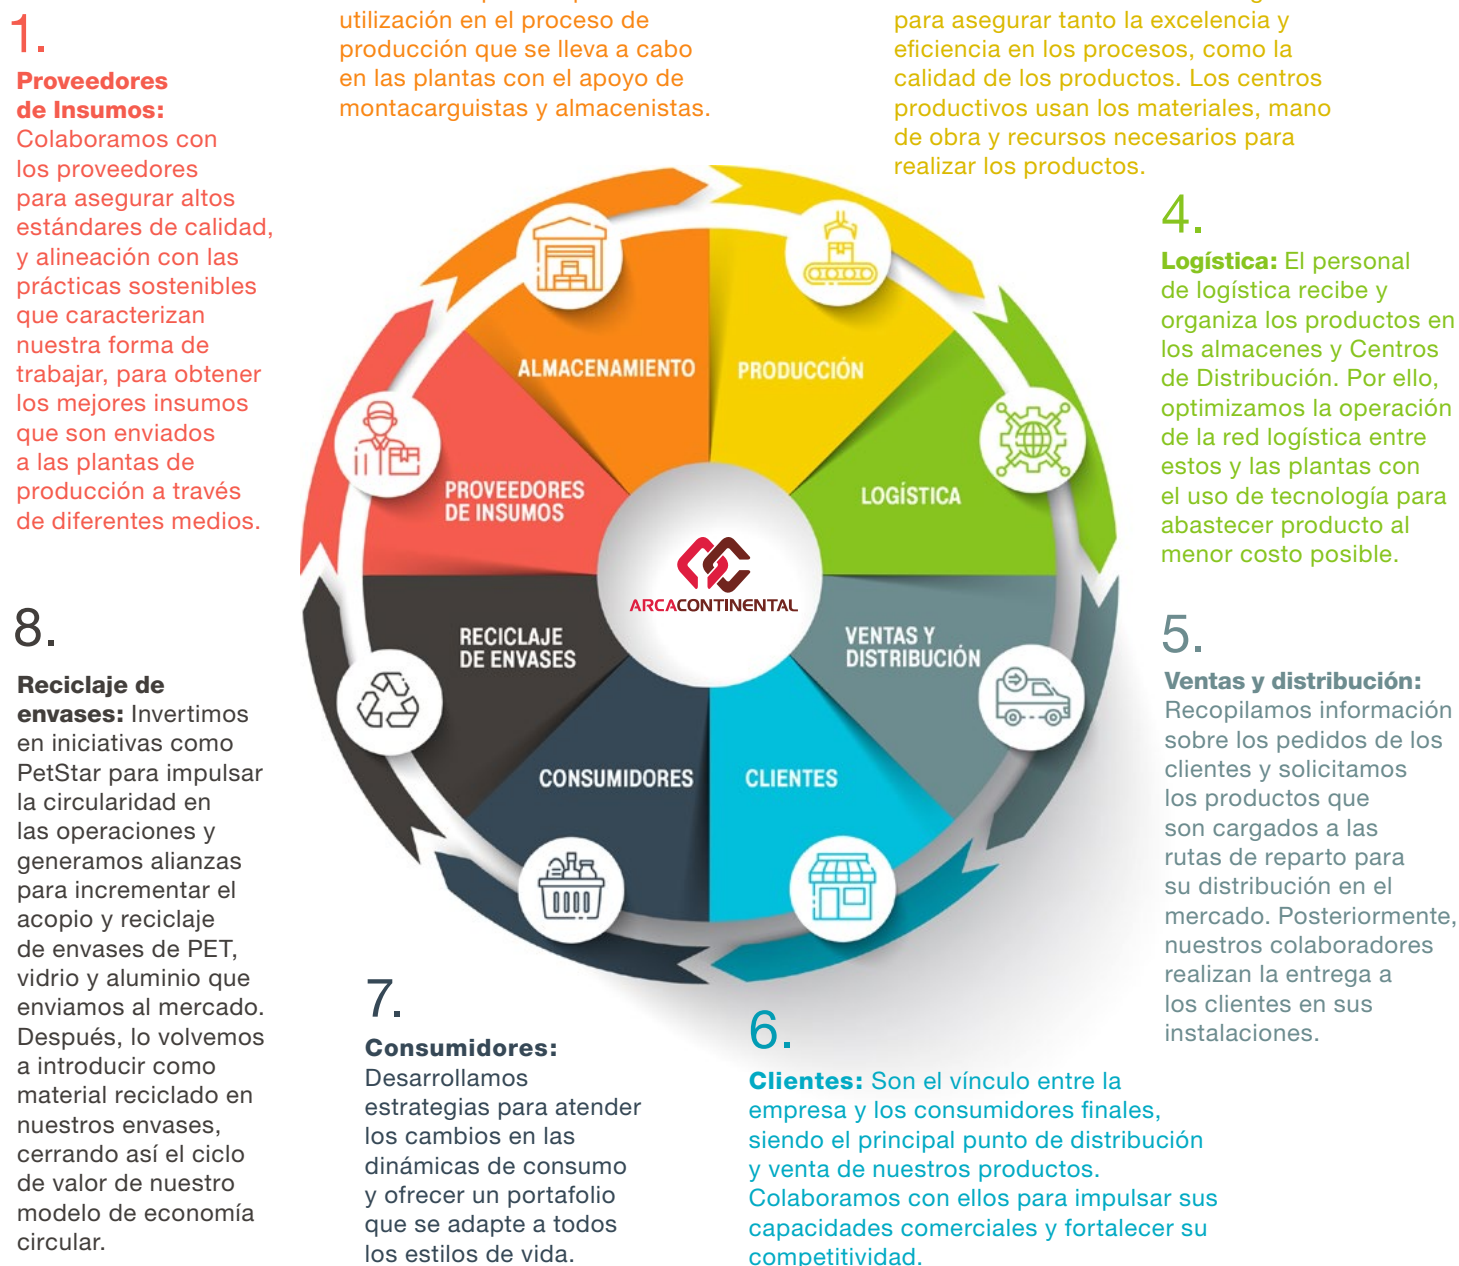 1.
Proveedores
de Insumos:
Colaboramos con
los proveedores
para asegurar altos
estándares de calidad,
y alineación con las
prácticas sostenibles
que caracterizan
nuestra forma de
trabajar, para obtener
los mejores insumos
que son enviados
a las plantas de
producción a través
de diferentes medios.
utilización en el proceso de
producción que se lleva a cabo
en las plantas con el apoyo de
montacarguistas y almacenistas.
para asegurar tanto la excelencia y
eficiencia en los procesos, como la
calidad de los productos. Los centros
productivos usan los materiales, mano
de obra y recursos necesarios para
realizar los productos.
4.
Logística: El personal
de logística recibe y
organiza los productos en
los almacenes y Centros
de Distribución. Por ello,
optimizamos la operación
de la red logística entre
estos y las plantas con
el uso de tecnología para
abastecer producto al
menor costo posible.
ALMACENAMIENTO
PRODUCCIÓN
PROVEEDORES
DE INSUMOS
LOGÍSTICA
ARCACONTINENTAL
RECICLAJE
DE ENVASES
VENTAS Y
DISTRIBUCIÓN
CONSUMIDORES
CLIENTES
5.
Ventas y distribución:
Recopilamos información
sobre los pedidos de los
clientes y solicitamos
los productos que
son cargados a las
rutas de reparto para
su distribución en el
mercado. Posteriormente,
nuestros colaboradores
realizan la entrega a
los clientes en sus
instalaciones.
6.
Clientes: Son el vínculo entre la
empresa y los consumidores finales,
siendo el principal punto de distribución
y venta de nuestros productos.
Colaboramos con ellos para impulsar sus
capacidades comerciales y fortalecer su
competitividad.
7.
Consumidores:
Desarrollamos
estrategias para atender
los cambios en las
dinámicas de consumo
y ofrecer un portafolio
que se adapte a todos
los estilos de vida.
8.
Reciclaje de
envases: Invertimos
en iniciativas como
PetStar para impulsar
la circularidad en
las operaciones y
generamos alianzas
para incrementar el
acopio y reciclaje
de envases de PET,
vidrio y aluminio que
enviamos al mercado.
Después, lo volvemos
a introducir como
material reciclado en
nuestros envases,
cerrando así el ciclo
de valor de nuestro
modelo de economía
circular.